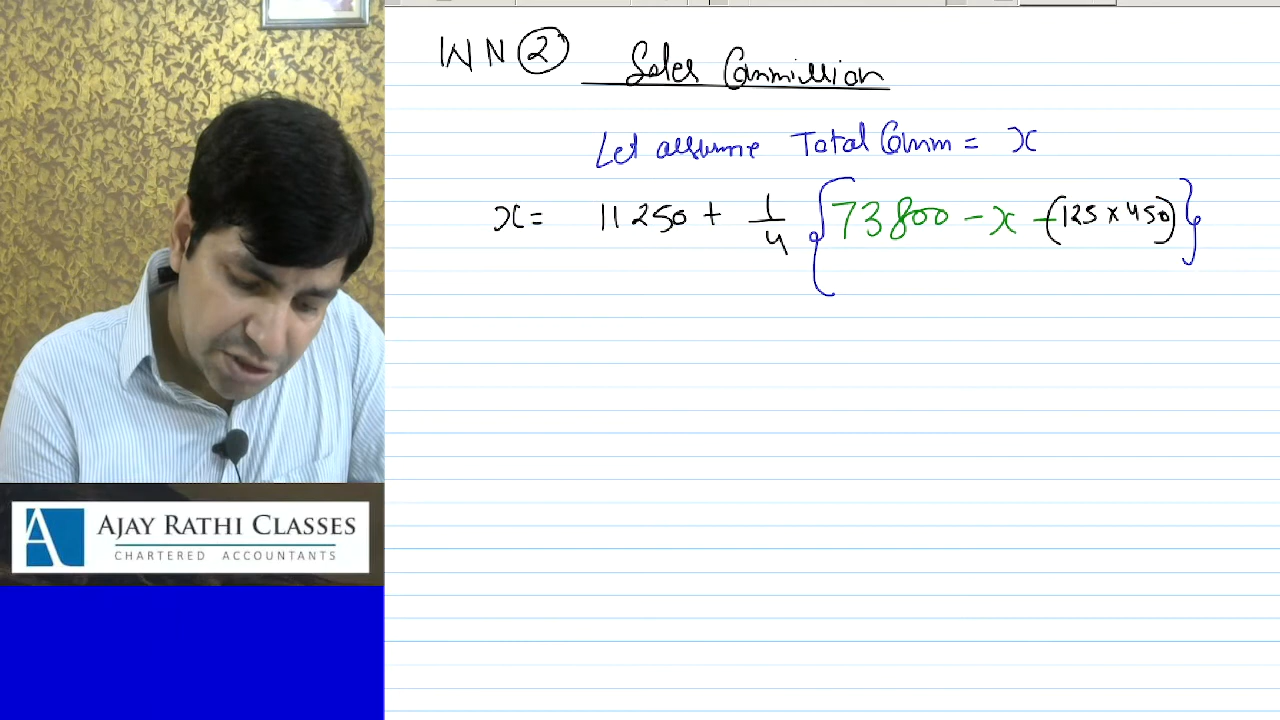 WN 2 Sales Commission
Let assume Total Comm = x
x = 11250 + 1/4 {73800 - x - (125 x 450)}
A AJAY RATHI CLASSES
CHARTERED ACCOUNTANTS